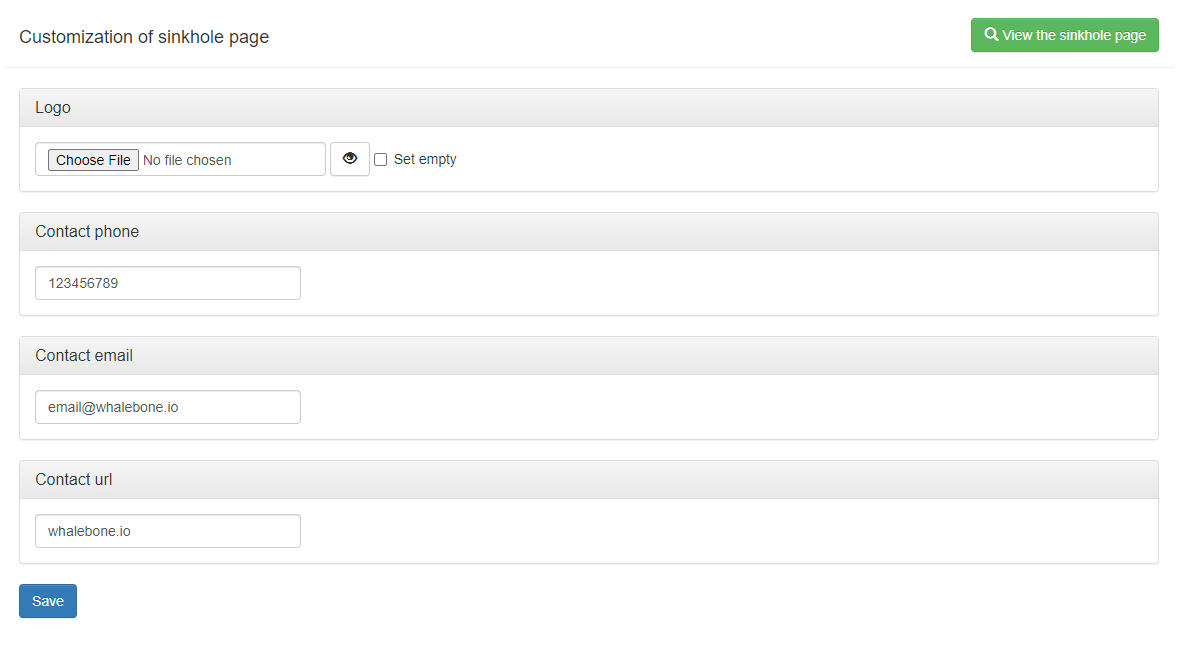 Customization of sinkhole page
View the sinkhole page
Logo
Choose File No file chosen
Set empty
Contact phone
123456789
Contact email
email@whalebone.io
Contact url
whalebone.io
Save